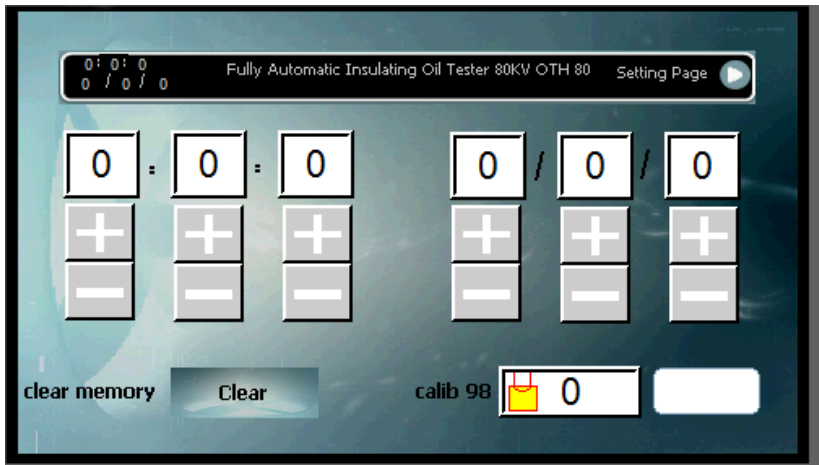 0: 0: 0
0 / 0 / 0
Fully Automatic Insulating Oil Tester 80KV OTH 80
Setting Page
0 : 0 : 0
0 / 0 / 0
+ + + + + +
− − − − − −
clear memory
Clear
calib 98
0